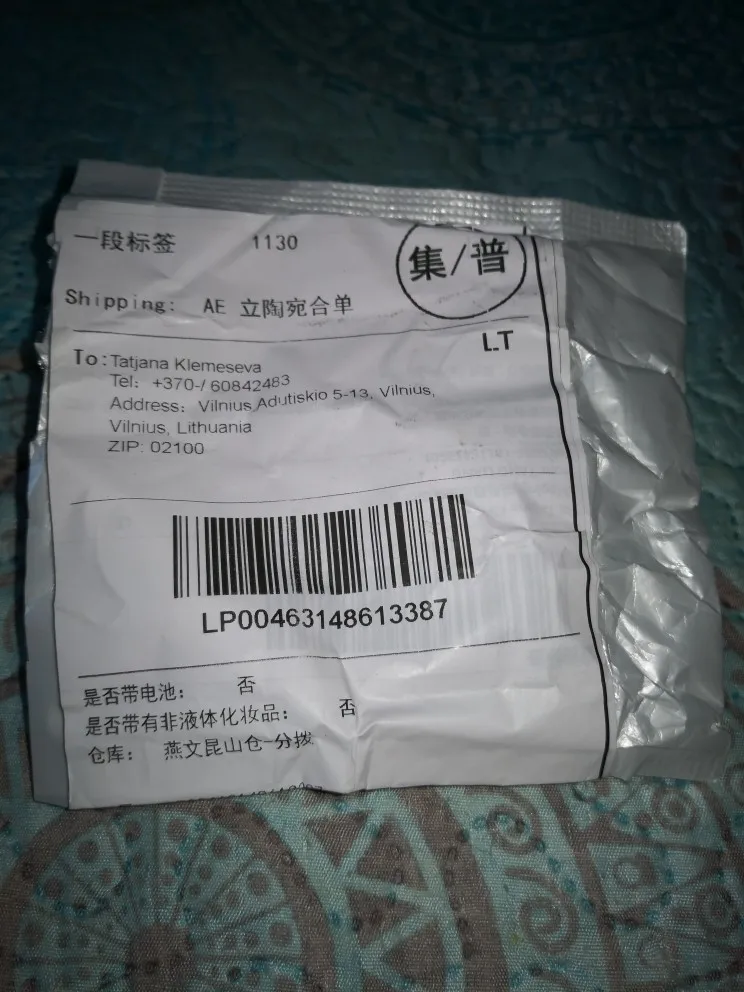 一段标签 1130 集/普
Shipping: AE 立陶宛合单
LT
To: Tatjana Klemeseva
Tel: +370-/ 60842483
Address: Vilnius Adutiskio 5-13, Vilnius,
Vilnius, Lithuania
ZIP: 02100
LP00463148613387
是否带电池: 否
是否带有非液体化妆品: 否
仓库: 燕文昆山仓-分拨